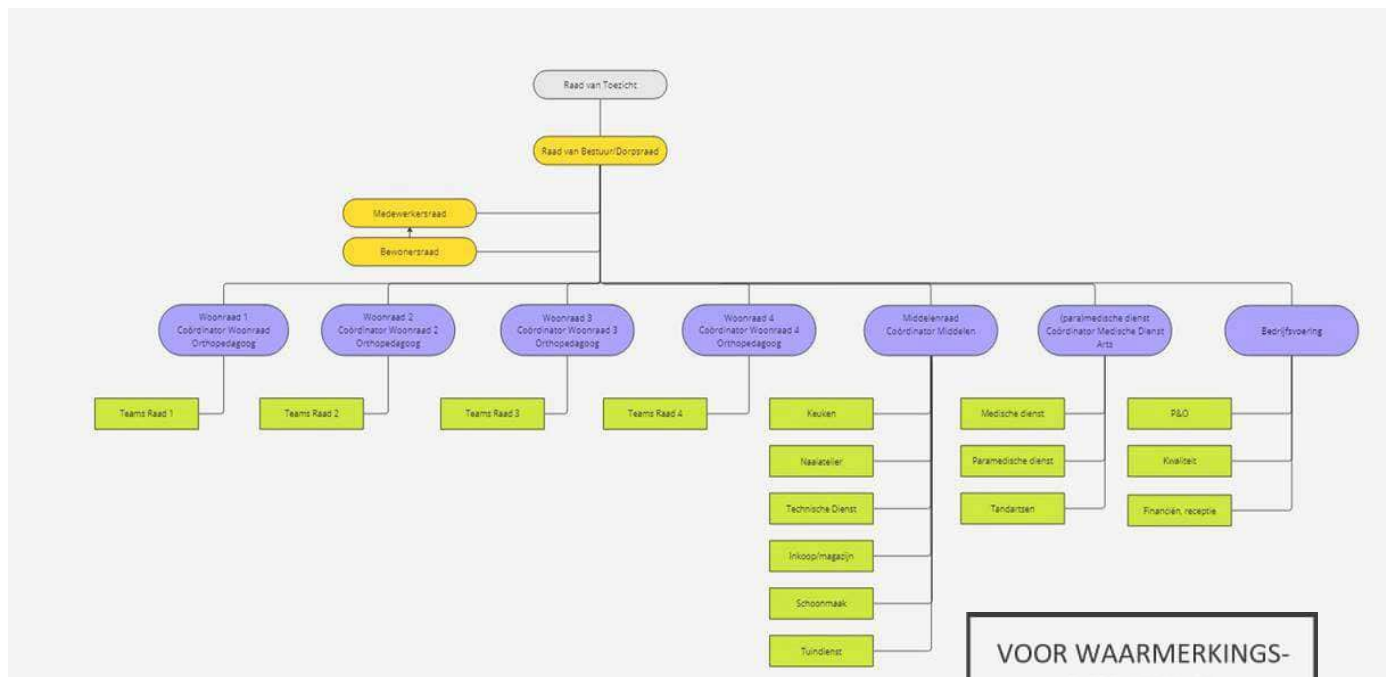 Raad van Toezicht
Raad van Bestuur/Dorpsraad
Medewerkersraad
Bewonersraad
Woonraad 1
Coördinator Woonraad
Orthopedagoog
Woonraad 2
Coördinator Woonraad 2
Orthopedagoog
Woonraad 3
Coördinator Woonraad 3
Orthopedagoog
Woonraad 4
Coördinator Woonraad 4
Orthopedagoog
Middelenraad
Coördinator Middelen
(para)medische dienst
Coördinator Medische Dienst
Arts
Bedrijfsvoering
Teams Raad 1
Teams Raad 2
Teams Raad 3
Teams Raad 4
Keuken
Naaiatelier
Technische Dienst
Inkoop/magazijn
Schoonmaak
Tuindienst
Medische dienst
Paramedische dienst
Tandartsen
P&O
Kwaliteit
Financiën, receptie
VOOR WAARMERKINGS-